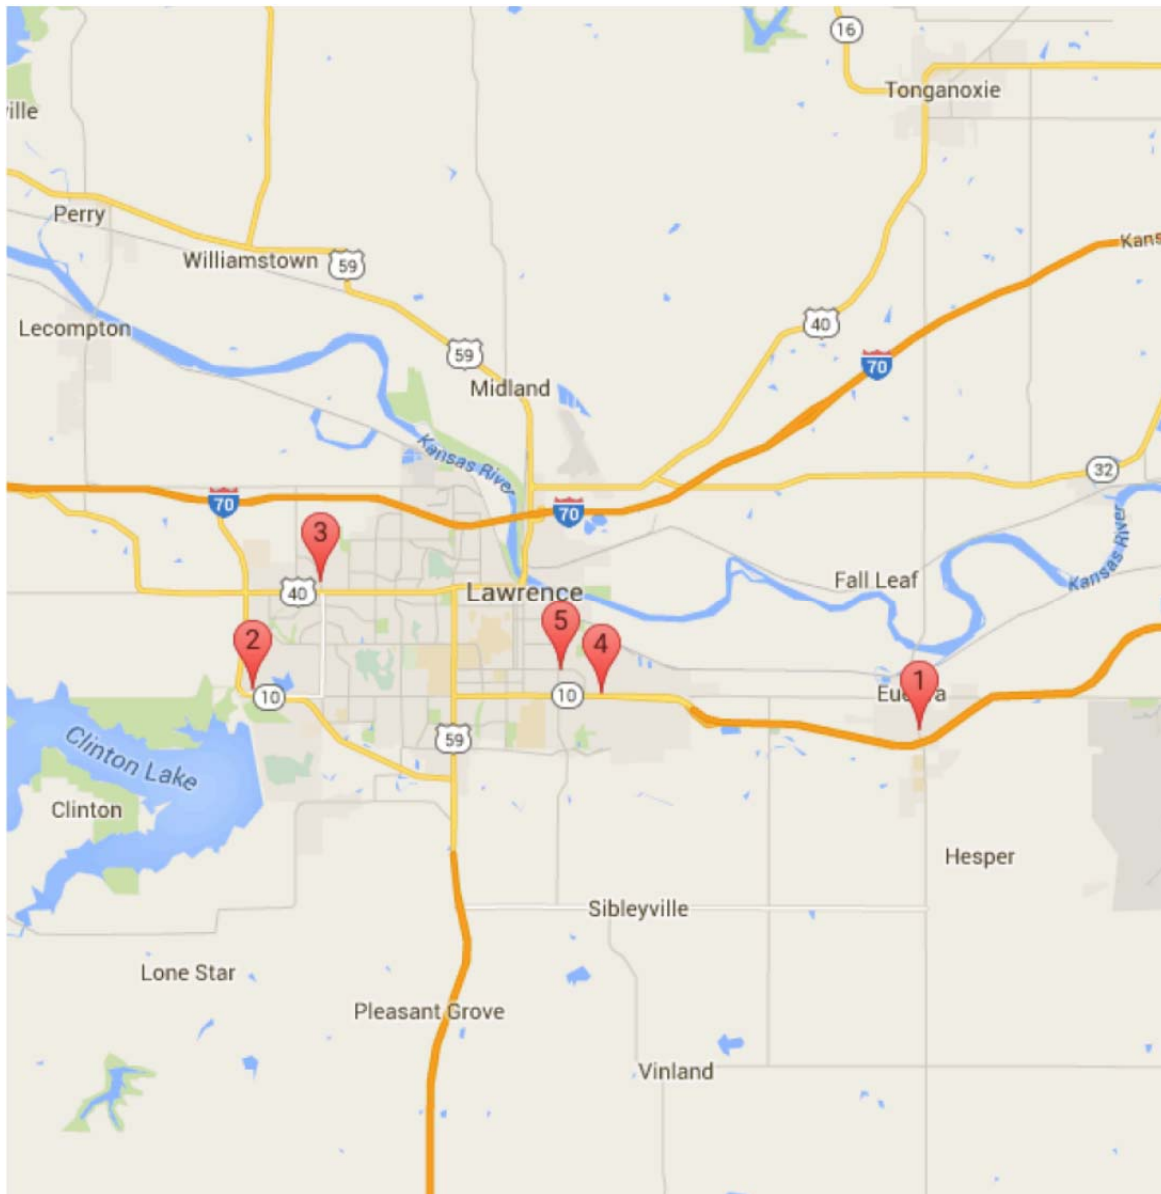 16
Tonganoxie
ville
Perry
Kans
Williamstown
59
Lecompton
40
59
70
Midland
Kansas River
32
70
70
Kansas River
3
Fall Leaf
40
Lawrence
5
2
4
1
10
10
Clinton Lake
59
Clinton
Hesper
Sibleyville
Lone Star
Pleasant Grove
Vinland